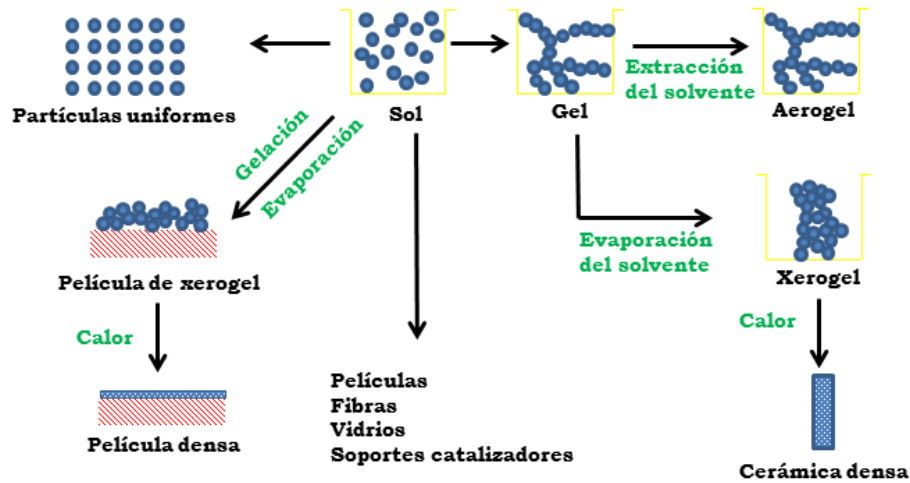 Partículas uniformes
Sol
Gel
Extracción
del solvente
Aerogel
Gelación
Evaporación
Película de xerogel
Evaporación
del solvente
Xerogel
Calor
Calor
Películas
Fibras
Vidrios
Soportes catalizadores
Película densa
Cerámica densa